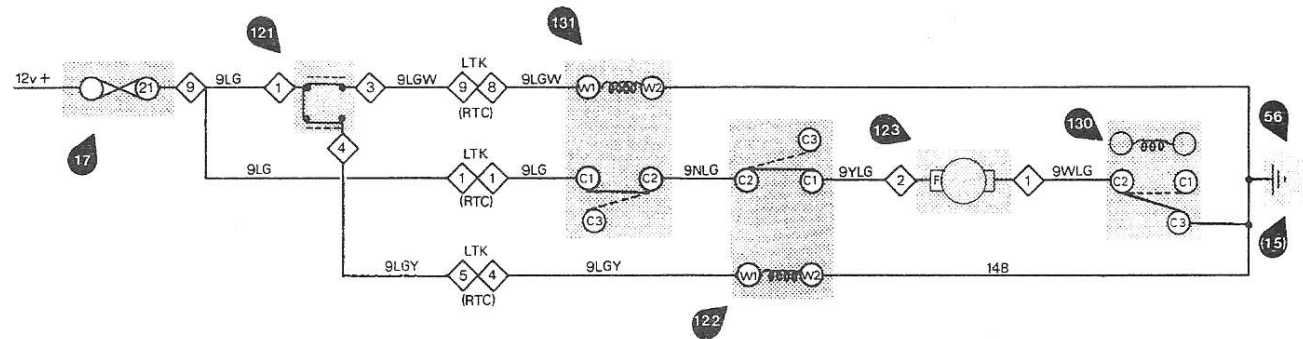 121
131
LTK
LTK
12v+
21
9
9LG
1
3
9LGW
9
8
9LGW
W1
W2
(RTC)
17
4
C3
123
130
56
9LG
LTK
1
1
9LG
C1
C2
9NLG
C2
C1
9YLG
2
F
1
9WLG
C2
C1
(RTC)
C3
C3
(15)
LTK
9LGY
5
4
9LGY
W1
W2
14B
(RTC)
122